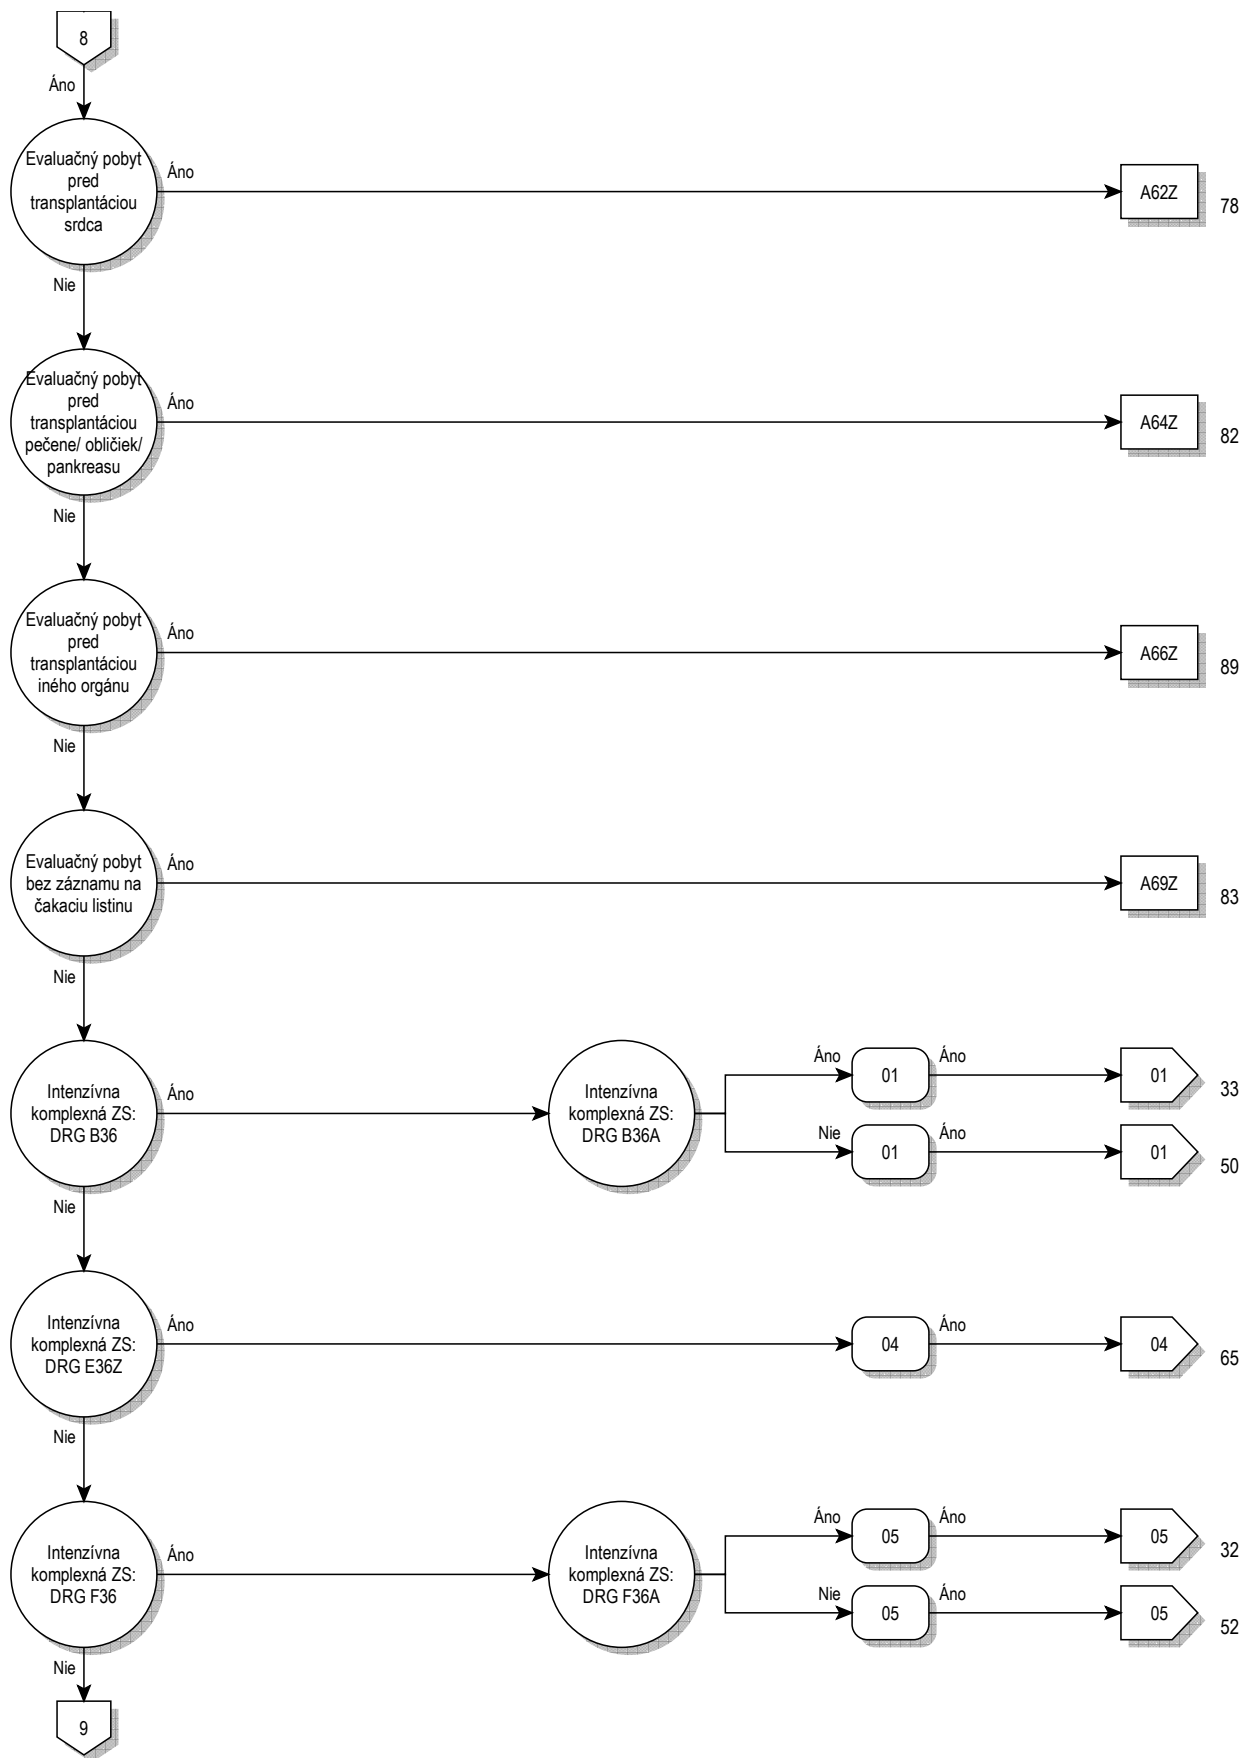 8
Áno
Evaluačný pobyt
pred
transplantáciou
srdca
Áno
A62Z
78
Nie
Evaluačný pobyt
pred
transplantáciou
pečene/ obličiek/
pankreasu
Áno
A64Z
82
Nie
Evaluačný pobyt
pred
transplantáciou
iného orgánu
Áno
A66Z
89
Nie
Evaluačný pobyt
bez záznamu na
čakaciu listinu
Áno
A69Z
83
Nie
Intenzívna
komplexná ZS:
DRG B36
Áno
Intenzívna
komplexná ZS:
DRG B36A
Áno
01
Áno
01
33
Nie
01
Áno
01
50
Nie
Intenzívna
komplexná ZS:
DRG E36Z
Áno
04
Áno
04
65
Nie
Intenzívna
komplexná ZS:
DRG F36
Áno
Intenzívna
komplexná ZS:
DRG F36A
Áno
05
Áno
05
32
Nie
05
Áno
05
52
Nie
9